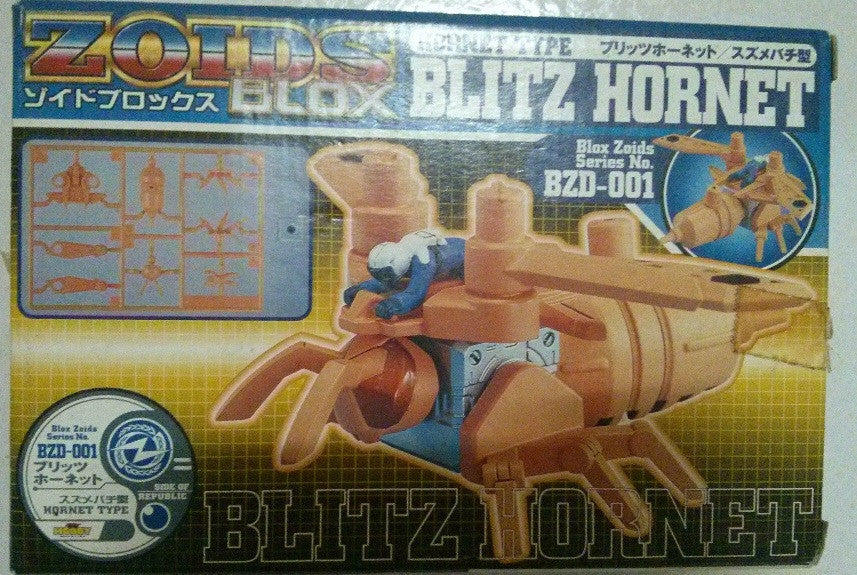 ZOIDS
ゾイドブロックス BLOX
HORNET TYPE
ブリッツホーネット/スズメバチ型
BLITZ HORNET
Blox Zoids
Series No.
BZD-001
Blox Zoids
Series No.
BZD-001
ブリッツ
ホーネット
スズメバチ型
HORNET TYPE
SIDE OF
REPUBLIC
BLITZ HORNET